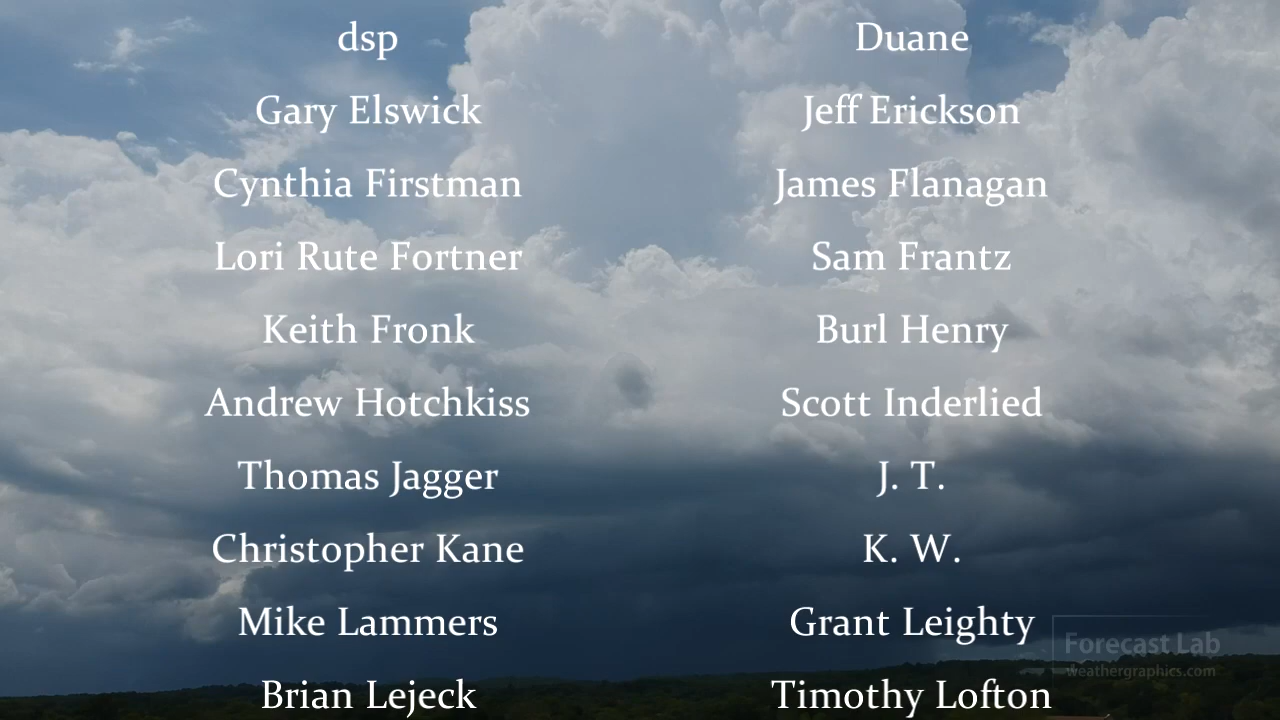 dsp Duane
Gary Elswick Jeff Erickson
Cynthia Firstman James Flanagan
Lori Rute Fortner Sam Frantz
Keith Fronk Burl Henry
Andrew Hotchkiss Scott Inderlied
Thomas Jagger J. T.
Christopher Kane K. W.
Mike Lammers Grant Leighty
Forecast Lab
weathergraphics.com
Brian Lejeck Timothy Lofton